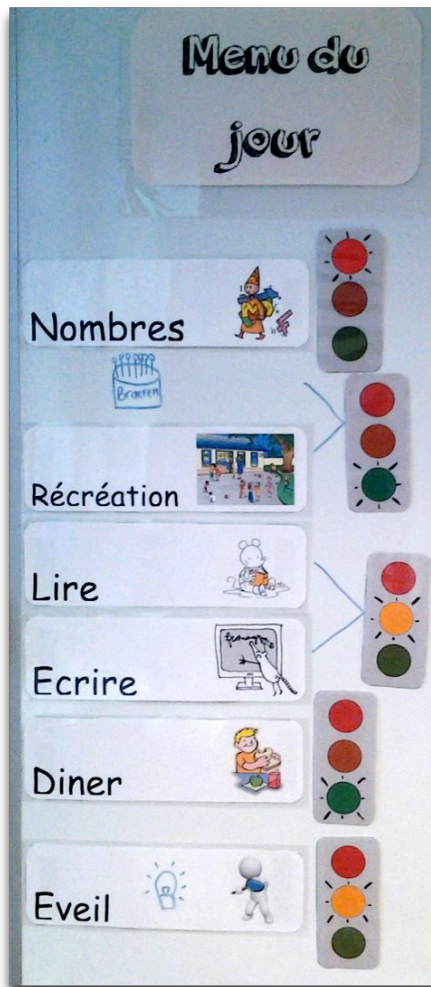 Menu du
jour
Nombres
Récréation
Lire
Ecrire
Diner
Eveil